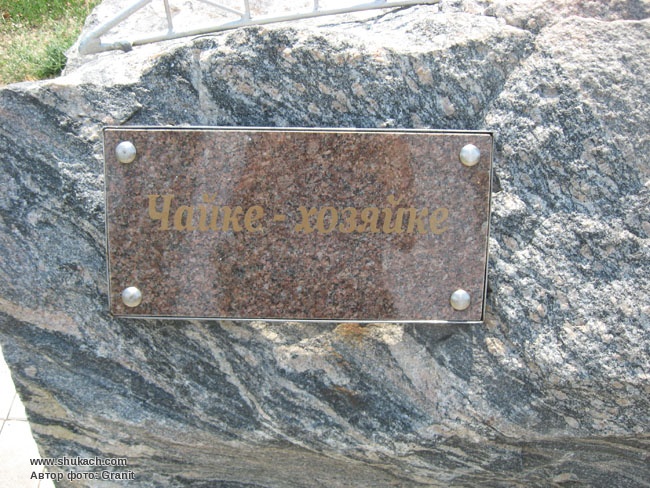 Чайке - хозяйке
www.shukach.com
Автор фото: Granit